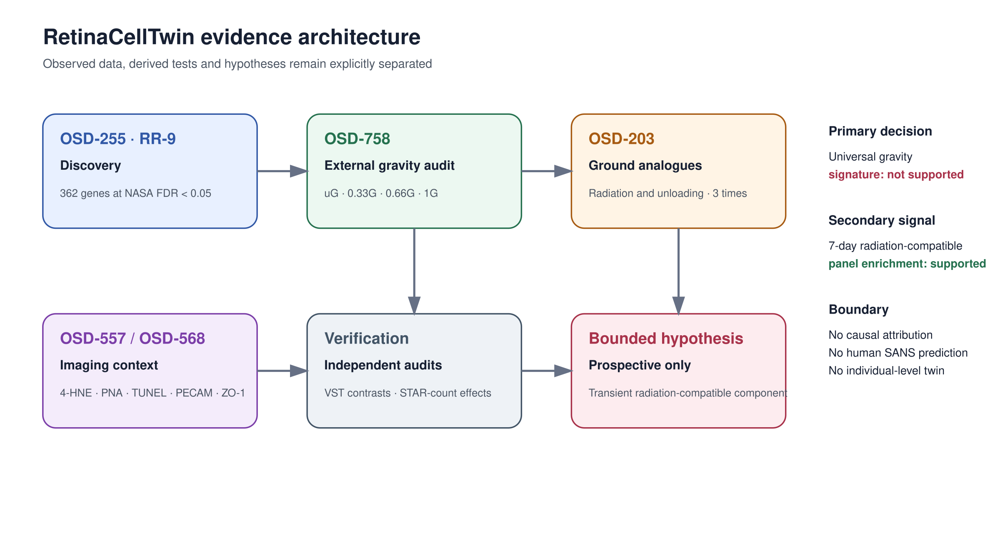 RetinaCellTwin evidence architecture
Observed data, derived tests and hypotheses remain explicitly separated
OSD-255 · RR-9
Discovery
362 genes at NASA FDR < 0.05
OSD-758
External gravity audit
uG · 0.33G · 0.66G · 1G
OSD-203
Ground analogues
Radiation and unloading · 3 times
OSD-557 / OSD-568
Imaging context
4-HNE · PNA · TUNEL · PECAM · ZO-1
Verification
Independent audits
VST contrasts · STAR-count effects
Bounded hypothesis
Prospective only
Transient radiation-compatible component
Primary decision
Universal gravity
signature: not supported
Secondary signal
7-day radiation-compatible
panel enrichment: supported
Boundary
No causal attribution
No human SANS prediction
No individual-level twin